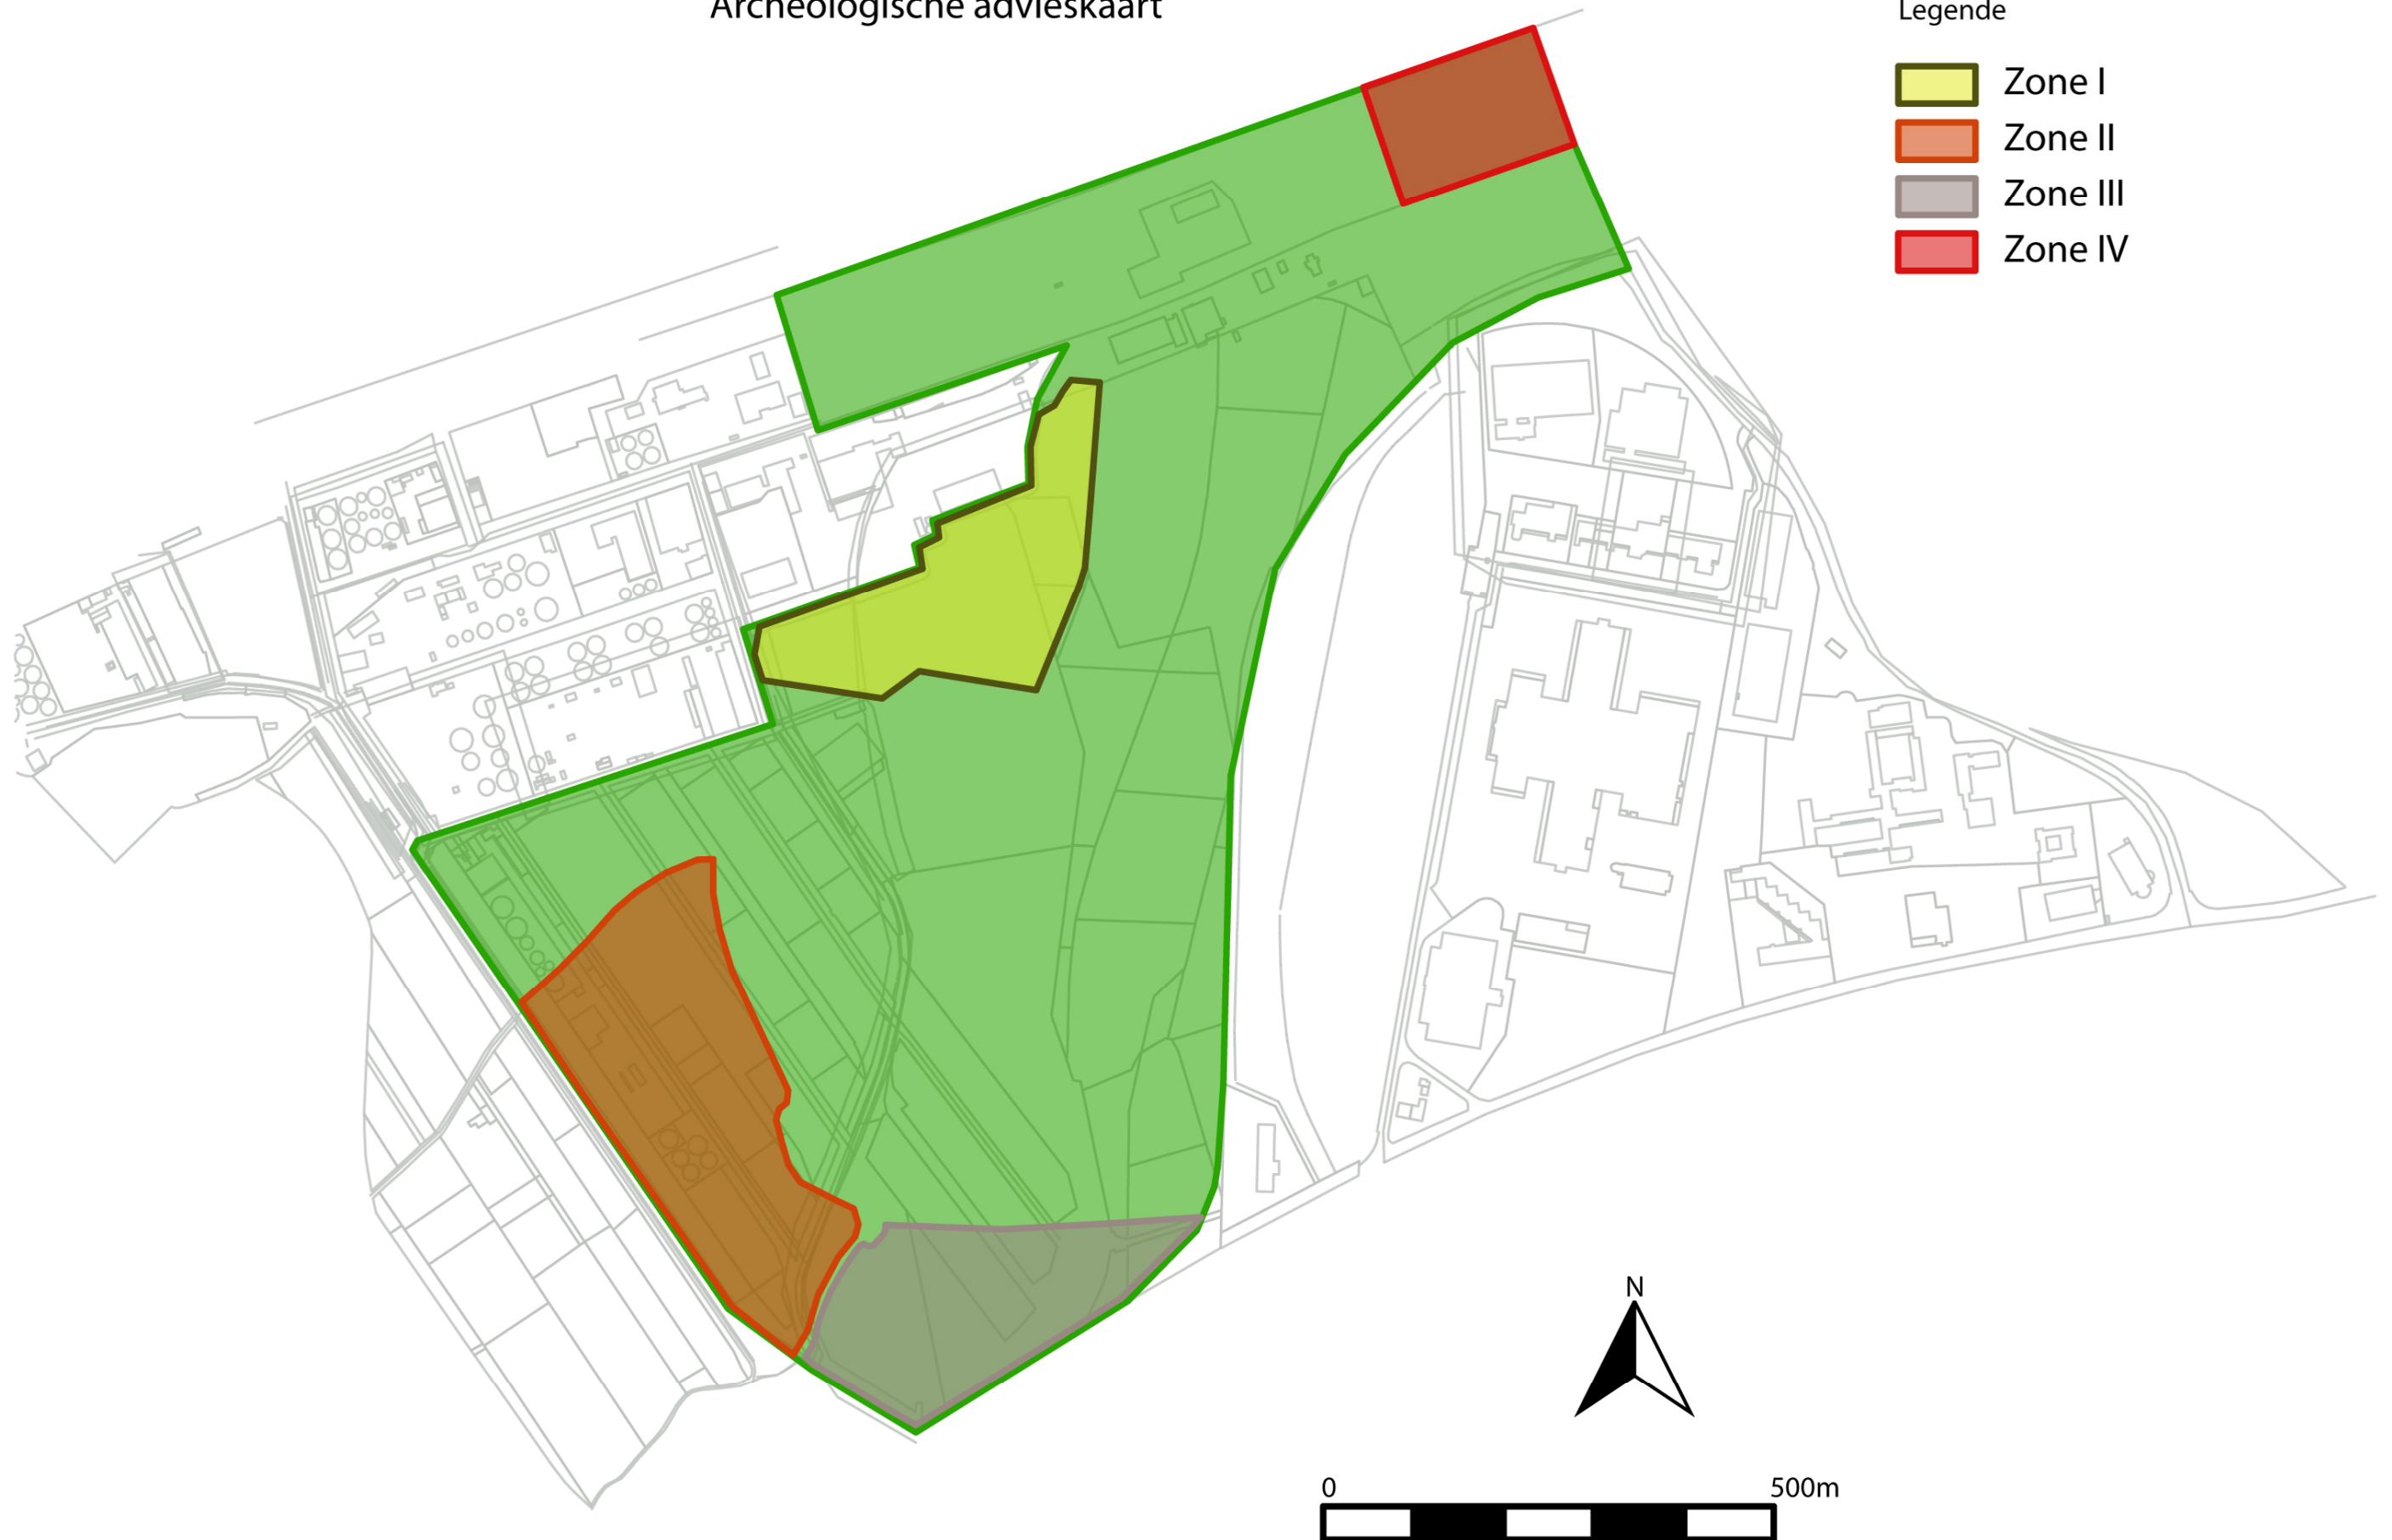 Archeologische advieskaart
Legende
Zone I
Zone II
Zone III
Zone IV
N
0 500m